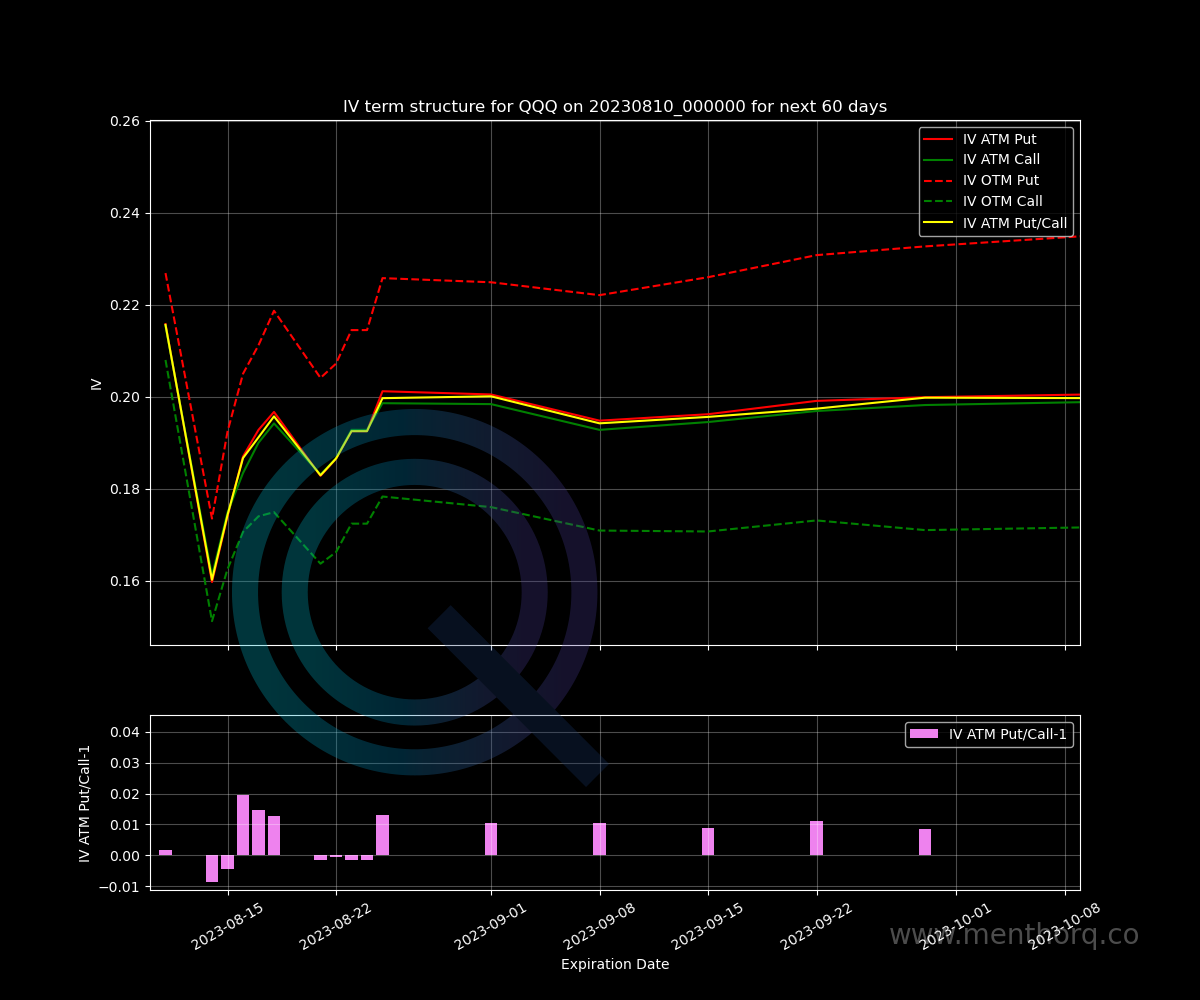 IV term structure for QQQ on 20230810_000000 for next 60 days
0.26
0.24
0.22
0.20
0.18
0.16
IV
IV ATM Put
IV ATM Call
IV OTM Put
IV OTM Call
IV ATM Put/Call
0.04
0.03
0.02
0.01
0.00
−0.01
IV ATM Put/Call-1
IV ATM Put/Call-1
2023-08-15
2023-08-22
2023-09-01
2023-09-08
2023-09-15
2023-09-22
2023-10-01
2023-10-08
Expiration Date
www.menthorq.co